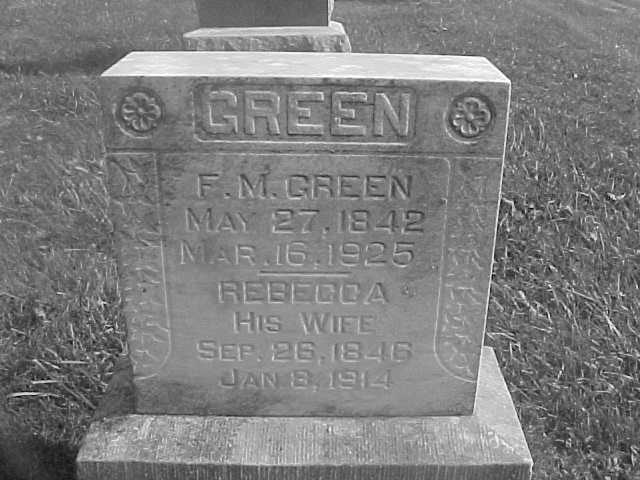 GREEN
F. M. GREEN
MAY 27, 1842
MAR. 16, 1925
REBECCA
HIS WIFE
SEP. 26, 1846
JAN 8, 1914